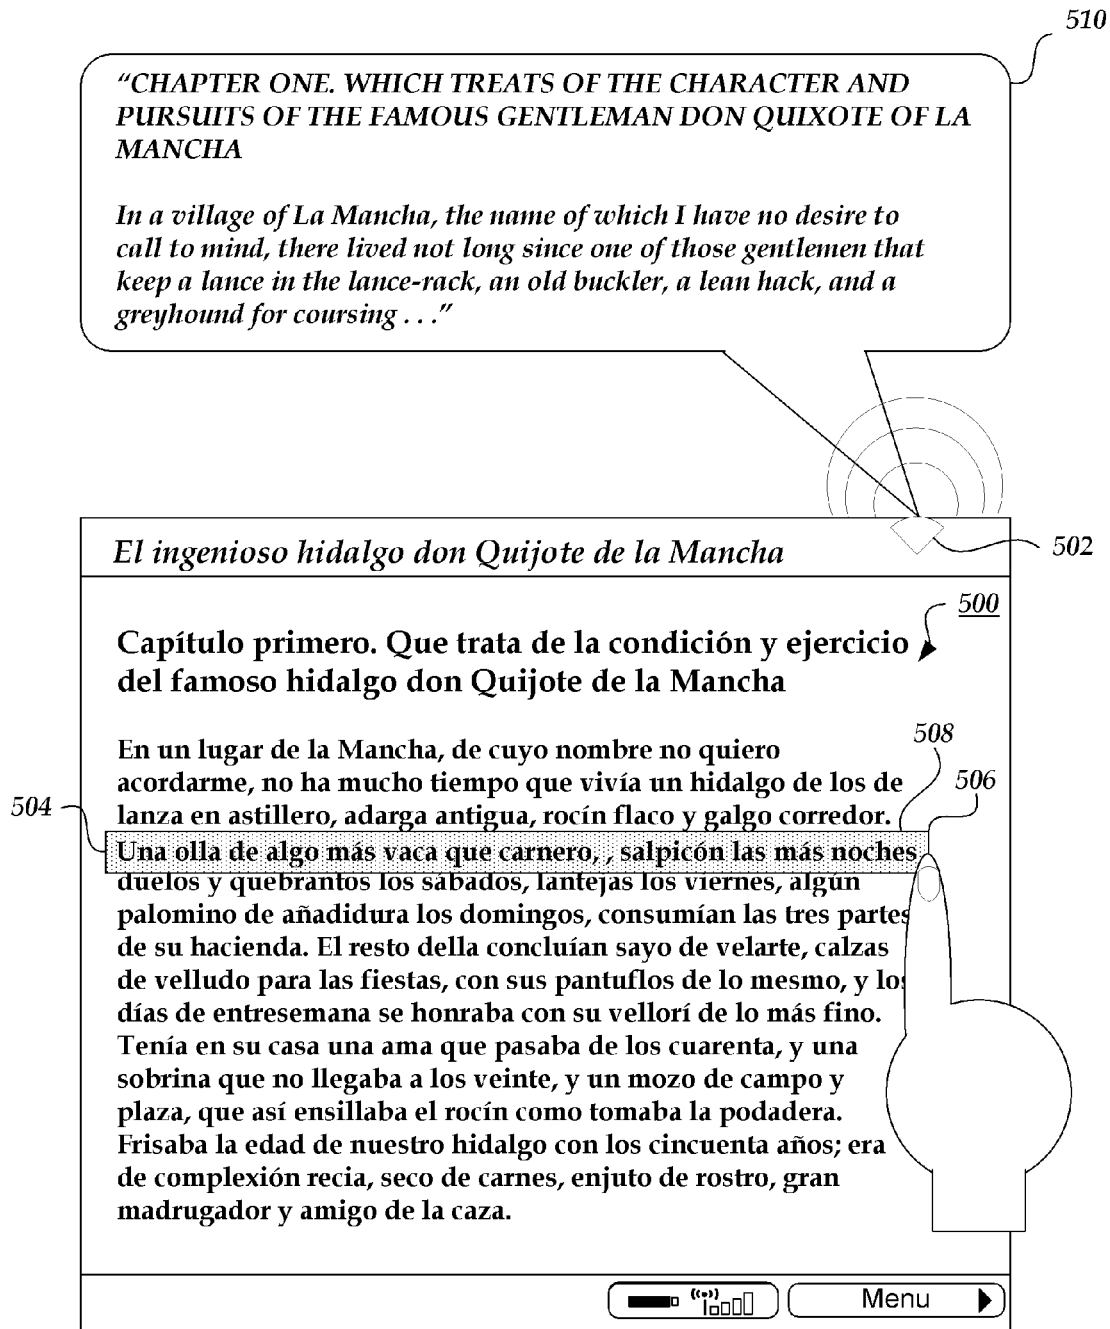 510
“CHAPTER ONE. WHICH TREATS OF THE CHARACTER AND
PURSUITS OF THE FAMOUS GENTLEMAN DON QUIXOTE OF LA
MANCHA
In a village of La Mancha, the name of which I have no desire to
call to mind, there lived not long since one of those gentlemen that
keep a lance in the lance-rack, an old buckler, a lean hack, and a
greyhound for coursing . . .”
El ingenioso hidalgo don Quijote de la Mancha
502
500
Capítulo primero. Que trata de la condición y ejercicio
del famoso hidalgo don Quijote de la Mancha
508
506
504
En un lugar de la Mancha, de cuyo nombre no quiero
acordarme, no ha mucho tiempo que vivía un hidalgo de los de
lanza en astillero, adarga antigua, rocín flaco y galgo corredor.
Una olla de algo más vaca que carnero, , salpicón las más noches,
duelos y quebrantos los sábados, lantejas los viernes, algún
palomino de añadidura los domingos, consumían las tres partes
de su hacienda. El resto della concluían sayo de velarte, calzas
de velludo para las fiestas, con sus pantuflos de lo mesmo, y los
días de entresemana se honraba con su vellorí de lo más fino.
Tenía en su casa una ama que pasaba de los cuarenta, y una
sobrina que no llegaba a los veinte, y un mozo de campo y
plaza, que así ensillaba el rocín como tomaba la podadera.
Frisaba la edad de nuestro hidalgo con los cincuenta años; era
de complexión recia, seco de carnes, enjuto de rostro, gran
madrugador y amigo de la caza.
Menu